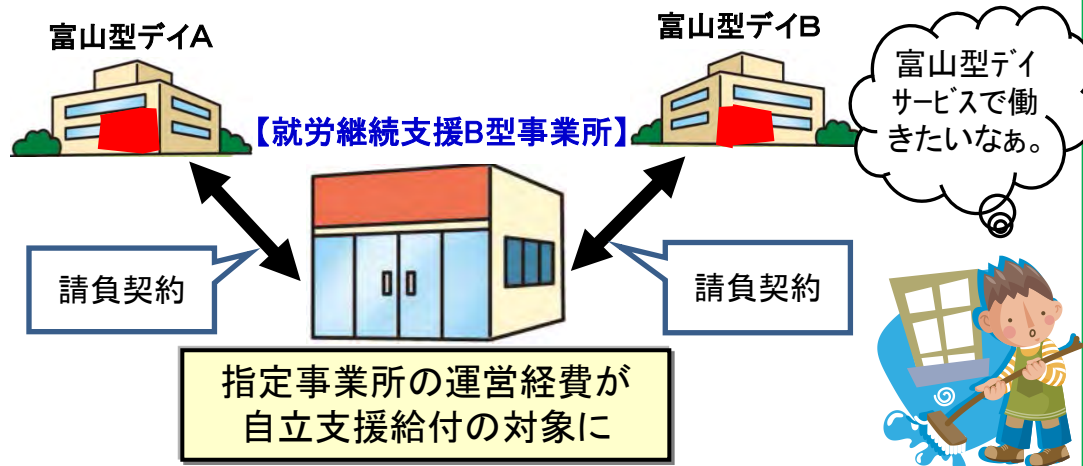 富山型デイA
富山型デイB
富山型デイ
サービスで働
きたいなぁ。
【就労継続支援B型事業所】
請負契約
請負契約
指定事業所の運営経費が
自立支援給付の対象に